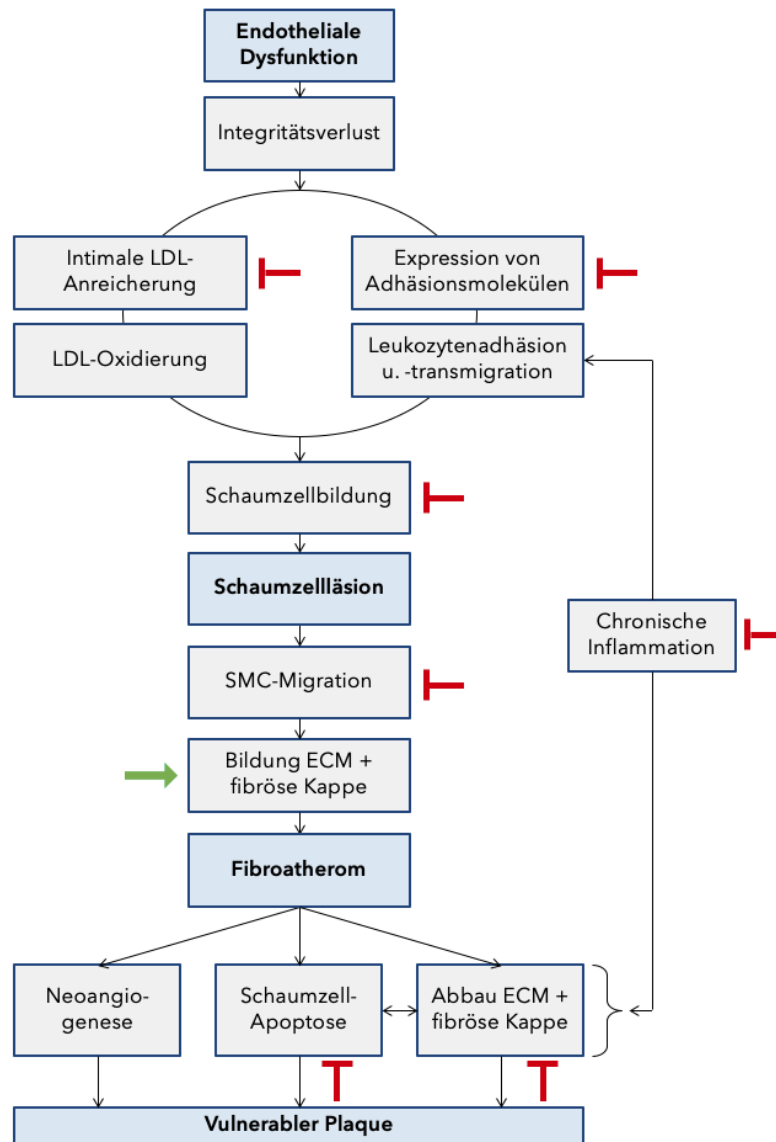 Endotheliale
Dysfunktion
Integritätsverlust
Intimale LDL-
Anreicherung
Expression von
Adhäsionsmolekülen
LDL-Oxidierung
Leukozytenadhäsion
u. -transmigration
Schaumzellbildung
Schaumzellläsion
Chronische
Inflammation
SMC-Migration
Bildung ECM +
fibröse Kappe
Fibroatherom
Neoangio-
genese
Schaumzell-
Apoptose
Abbau ECM +
fibröse Kappe
Vulnerabler Plaque